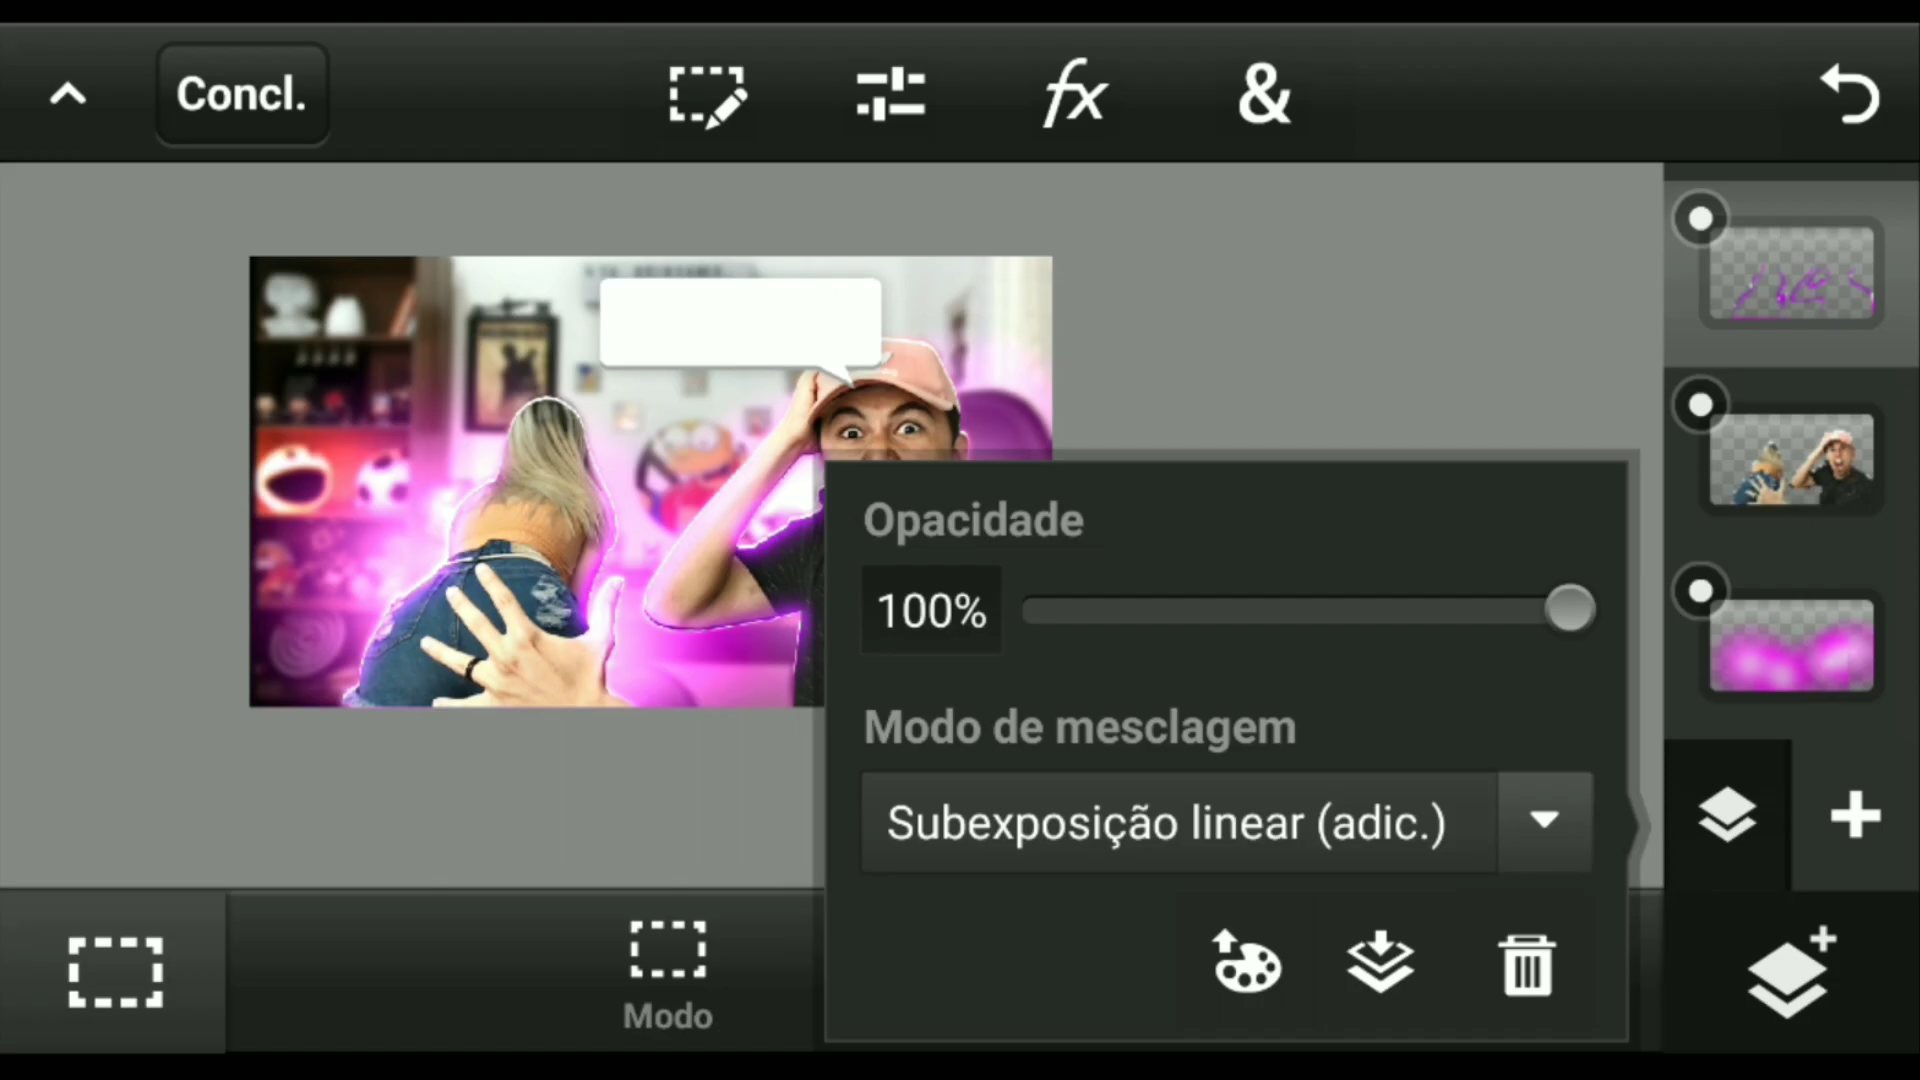 Concl.
fx
&
Opacidade
100%
Modo de mesclagem
Subexposição linear (adic.)
Modo